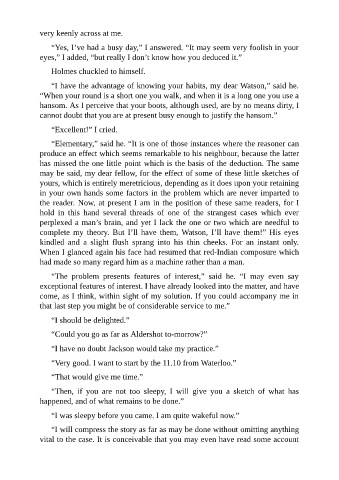 very keenly across at me.
“Yes, I’ve had a busy day,” I answered. “It may seem very foolish in your
eyes,” I added, “but really I don’t know how you deduced it.”
Holmes chuckled to himself.
“I have the advantage of knowing your habits, my dear Watson,” said he.
“When your round is a short one you walk, and when it is a long one you use a
hansom. As I perceive that your boots, although used, are by no means dirty, I
cannot doubt that you are at present busy enough to justify the hansom.”
“Excellent!” I cried.
“Elementary,” said he. “It is one of those instances where the reasoner can
produce an effect which seems remarkable to his neighbour, because the latter
has missed the one little point which is the basis of the deduction. The same
may be said, my dear fellow, for the effect of some of these little sketches of
yours, which is entirely meretricious, depending as it does upon your retaining
in your own hands some factors in the problem which are never imparted to
the reader. Now, at present I am in the position of these same readers, for I
hold in this hand several threads of one of the strangest cases which ever
perplexed a man’s brain, and yet I lack the one or two which are needful to
complete my theory. But I’ll have them, Watson, I’ll have them!” His eyes
kindled and a slight flush sprang into his thin cheeks. For an instant only.
When I glanced again his face had resumed that red-Indian composure which
had made so many regard him as a machine rather than a man.
“The problem presents features of interest,” said he. “I may even say
exceptional features of interest. I have already looked into the matter, and have
come, as I think, within sight of my solution. If you could accompany me in
that last step you might be of considerable service to me.”
“I should be delighted.”
“Could you go as far as Aldershot to-morrow?”
“I have no doubt Jackson would take my practice.”
“Very good. I want to start by the 11.10 from Waterloo.”
“That would give me time.”
“Then, if you are not too sleepy, I will give you a sketch of what has
happened, and of what remains to be done.”
“I was sleepy before you came. I am quite wakeful now.”
“I will compress the story as far as may be done without omitting anything
vital to the case. It is conceivable that you may even have read some account